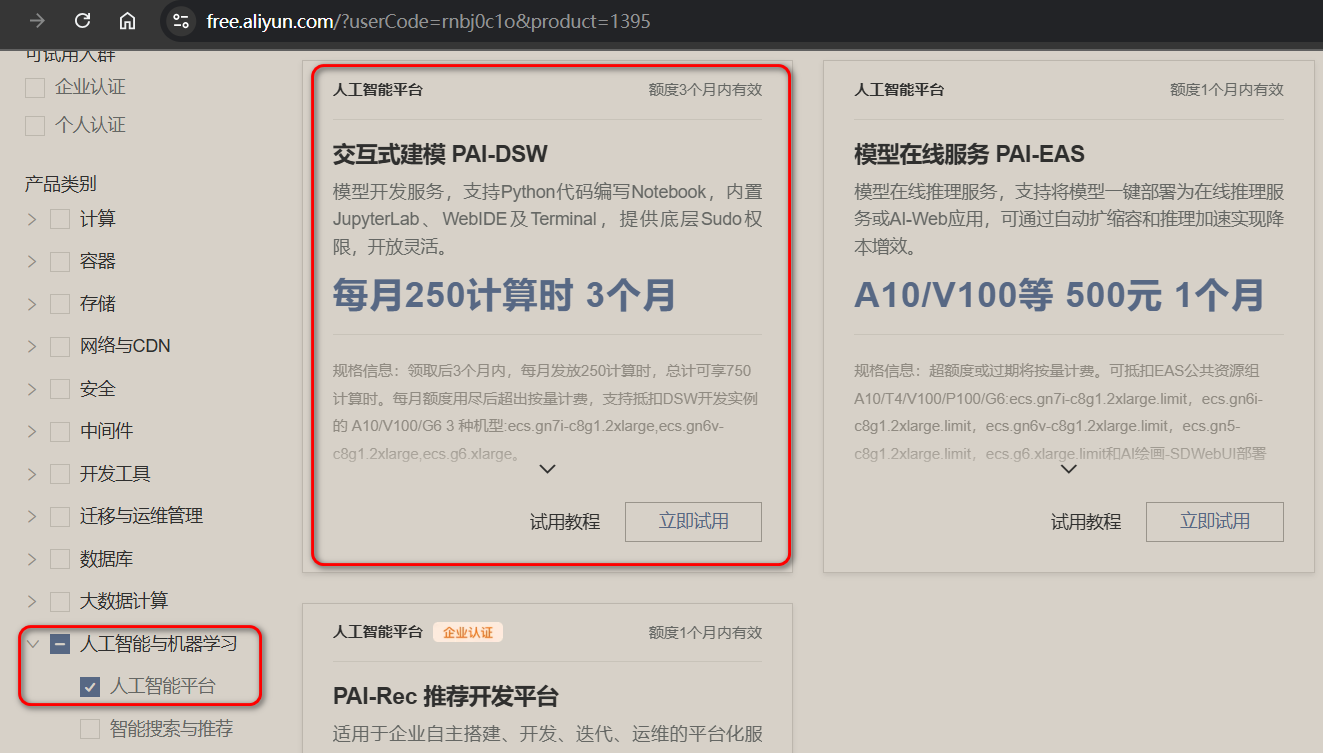 free.aliyun.com/?userCode=rnbj0c1o&product=1395
可试用人群
企业认证
个人认证
产品类别
计算
容器
存储
网络与CDN
安全
中间件
开发工具
迁移与运维管理
数据库
大数据计算
人工智能与机器学习
人工智能平台
智能搜索与推荐
人工智能平台
额度3个月内有效
交互式建模 PAI-DSW
模型开发服务，支持Python代码编写Notebook，内置
JupyterLab、WebIDE及Terminal，提供底层Sudo权
限，开放灵活。
每月250计算时 3个月
规格信息：领取后3个月内，每月发放250计算时，总计可享750
计算时。每月额度用尽后超出按量计费，支持抵扣DSW开发实例
的 A10/V100/G6 3 种机型:ecs.gn7i-c8g1.2xlarge,ecs.gn6v-
c8g1.2xlarge,ecs.g6.xlarge。
试用教程
立即试用
人工智能平台
额度1个月内有效
模型在线服务 PAI-EAS
模型在线推理服务，支持将模型一键部署为在线推理服
务或AI-Web应用，可通过自动扩缩容和推理加速实现降
本增效。
A10/V100等 500元 1个月
规格信息：超额度或过期将按量计费。可抵扣EAS公共资源组
A10/T4/V100/P100/G6:ecs.gn7i-c8g1.2xlarge.limit，ecs.gn6i-
c8g1.2xlarge.limit，ecs.gn6v-c8g1.2xlarge.limit，ecs.gn5-
c8g1.2xlarge.limit，ecs.g6.xlarge.limit和AI绘画-SDWebUI部署
试用教程
立即试用
人工智能平台
企业认证
额度1个月内有效
PAI-Rec 推荐开发平台
适用于企业自主搭建、开发、迭代、运维的平台化服